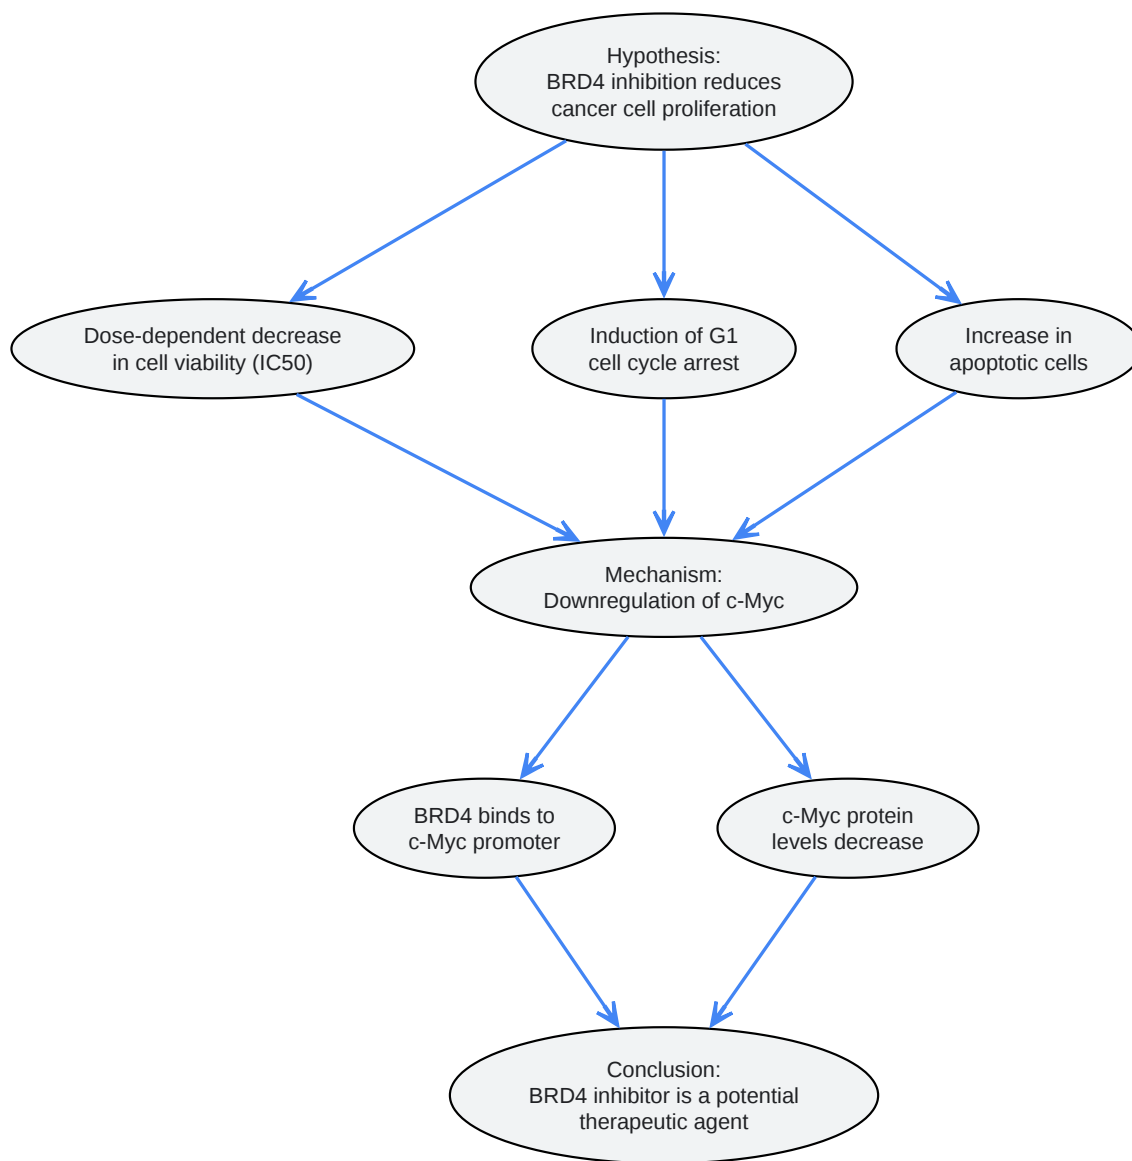 Hypothesis:
BRD4 inhibition reduces
cancer cell proliferation
Dose-dependent decrease
in cell viability (IC50)
Induction of G1
cell cycle arrest
Increase in
apoptotic cells
Mechanism:
Downregulation of c-Myc
BRD4 binds to
c-Myc promoter
c-Myc protein
levels decrease
Conclusion:
BRD4 inhibitor is a potential
therapeutic agent